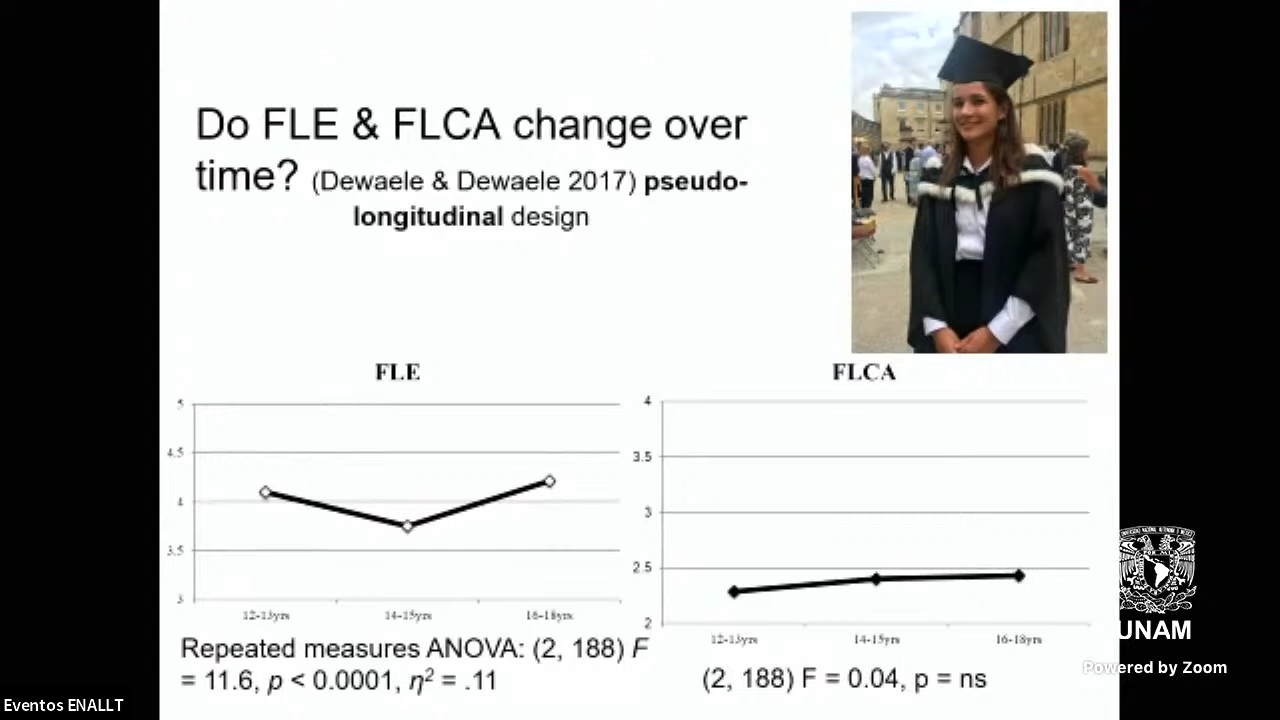 Do FLE & FLCA change over
time? (Dewaele & Dewaele 2017) pseudo-
longitudinal design
FLE
5
4.5
4
3.5
3
12-13yrs
14-15yrs
16-18yrs
Repeated measures ANOVA: (2, 188) F
= 11.6, p < 0.0001, η² = .11
FLCA
4
3.5
3
2.5
2
12-13yrs
14-15yrs
16-18yrs
(2, 188) F = 0.04, p = ns
UNAM
Powered by Zoom
Eventos ENALLT